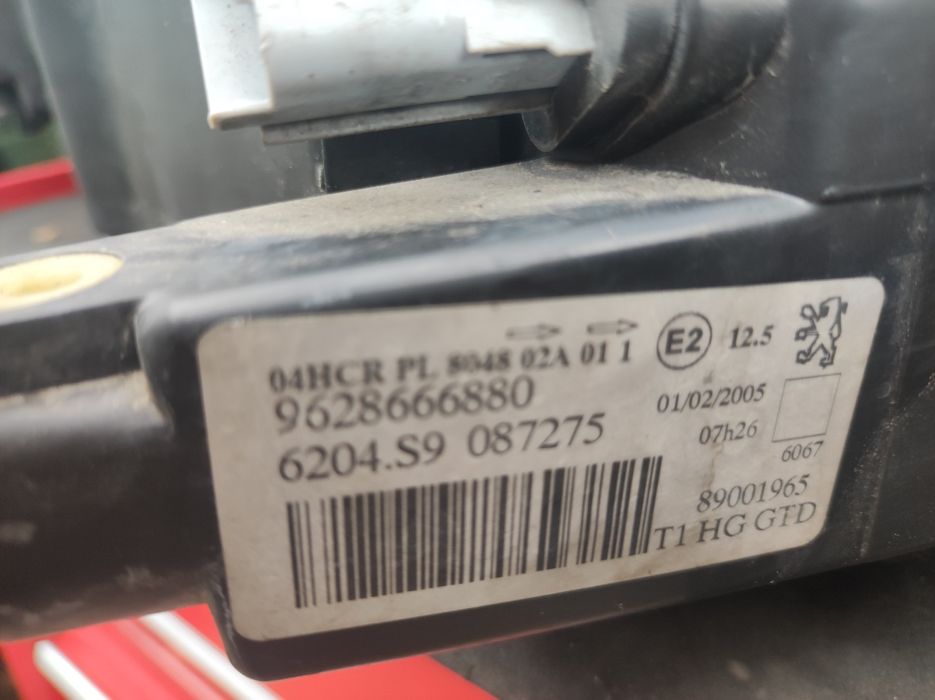 04HCR PL 8048 02A 01 1
E2
12.5
9628666880
01/02/2005
6204.S9 087275
07h26
6067
89001965
T1 HG GTD